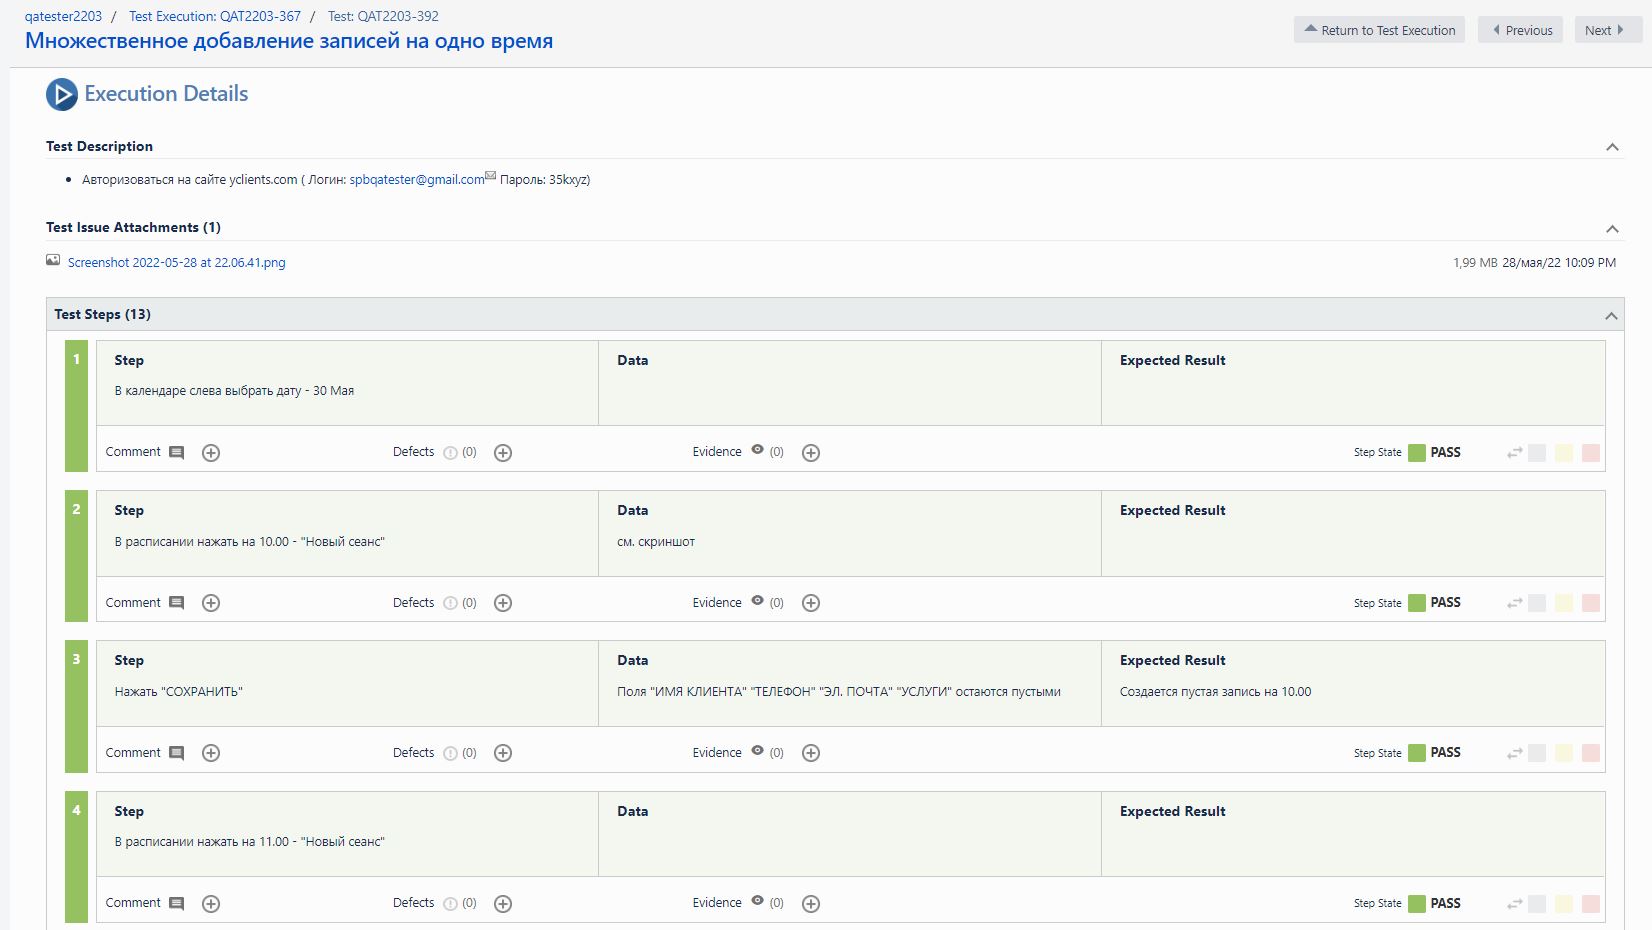 qatester2203 / Test Execution: QAT2203-367 / Test: QAT2203-392
Множественное добавление записей на одно время
Return to Test Execution Previous Next
Execution Details
Test Description
Авторизоваться на сайте yclients.com ( Логин: spbqatester@gmail.com Пароль: 35kxyz)
Test Issue Attachments (1)
Screenshot 2022-05-28 at 22.06.41.png 1,99 MB 28/мая/22 10:09 PM
Test Steps (13)
1 Step Data Expected Result
В календаре слева выбрать дату - 30 Мая
Comment Defects (0) Evidence (0) Step State PASS
2 Step Data Expected Result
В расписании нажать на 10.00 - "Новый сеанс" см. скриншот
Comment Defects (0) Evidence (0) Step State PASS
3 Step Data Expected Result
Нажать "СОХРАНИТЬ" Поля "ИМЯ КЛИЕНТА" "ТЕЛЕФОН" "ЭЛ. ПОЧТА" "УСЛУГИ" остаются пустыми Создается пустая запись на 10.00
Comment Defects (0) Evidence (0) Step State PASS
4 Step Data Expected Result
В расписании нажать на 11.00 - "Новый сеанс"
Comment Defects (0) Evidence (0) Step State PASS